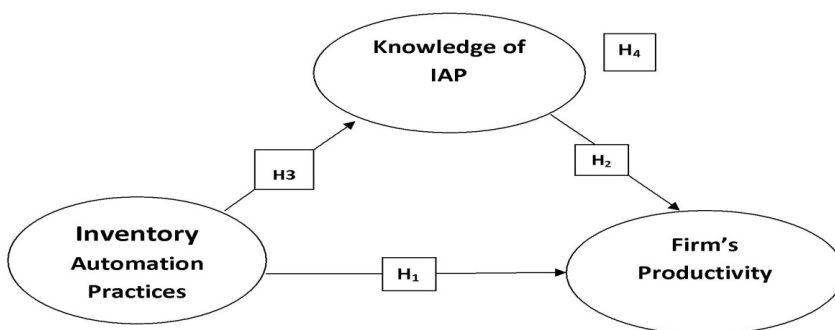 Knowledge of
IAP
H₄
H3
H₂
Inventory
Automation
Practices
H₁
Firm’s
Productivity